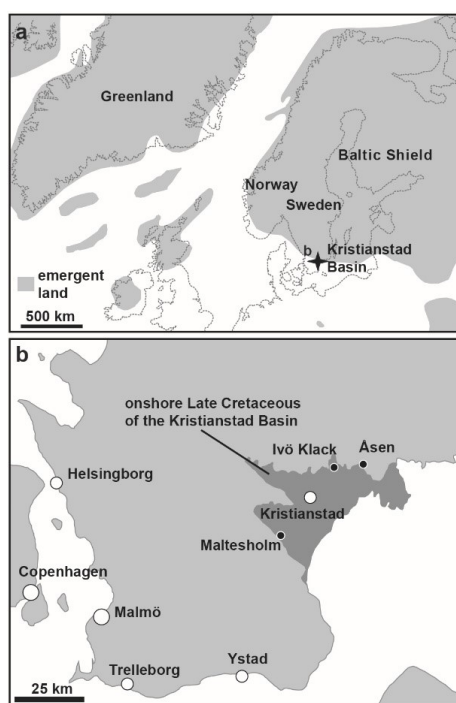 a
Greenland
Baltic Shield
Norway
Sweden
b
Kristianstad
Basin
emergent
land
500 km
b
onshore Late Cretaceous
of the Kristianstad Basin
Ivö Klack
Åsen
Helsingborg
Kristianstad
Maltesholm
Copenhagen
Malmö
Ystad
Trelleborg
25 km